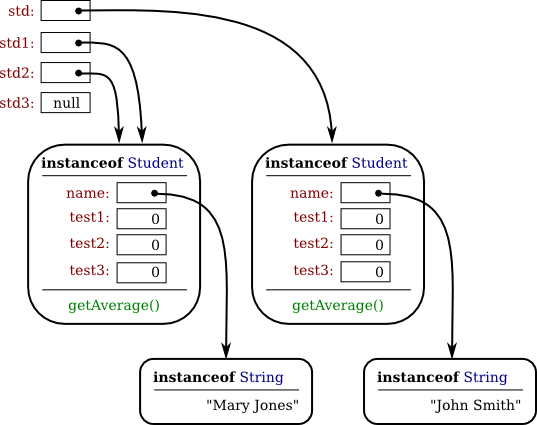 std:
std1:
std2:
std3: null
instanceof Student
name:
test1: 0
test2: 0
test3: 0
getAverage()
instanceof Student
name:
test1: 0
test2: 0
test3: 0
getAverage()
instanceof String
"Mary Jones"
instanceof String
"John Smith"